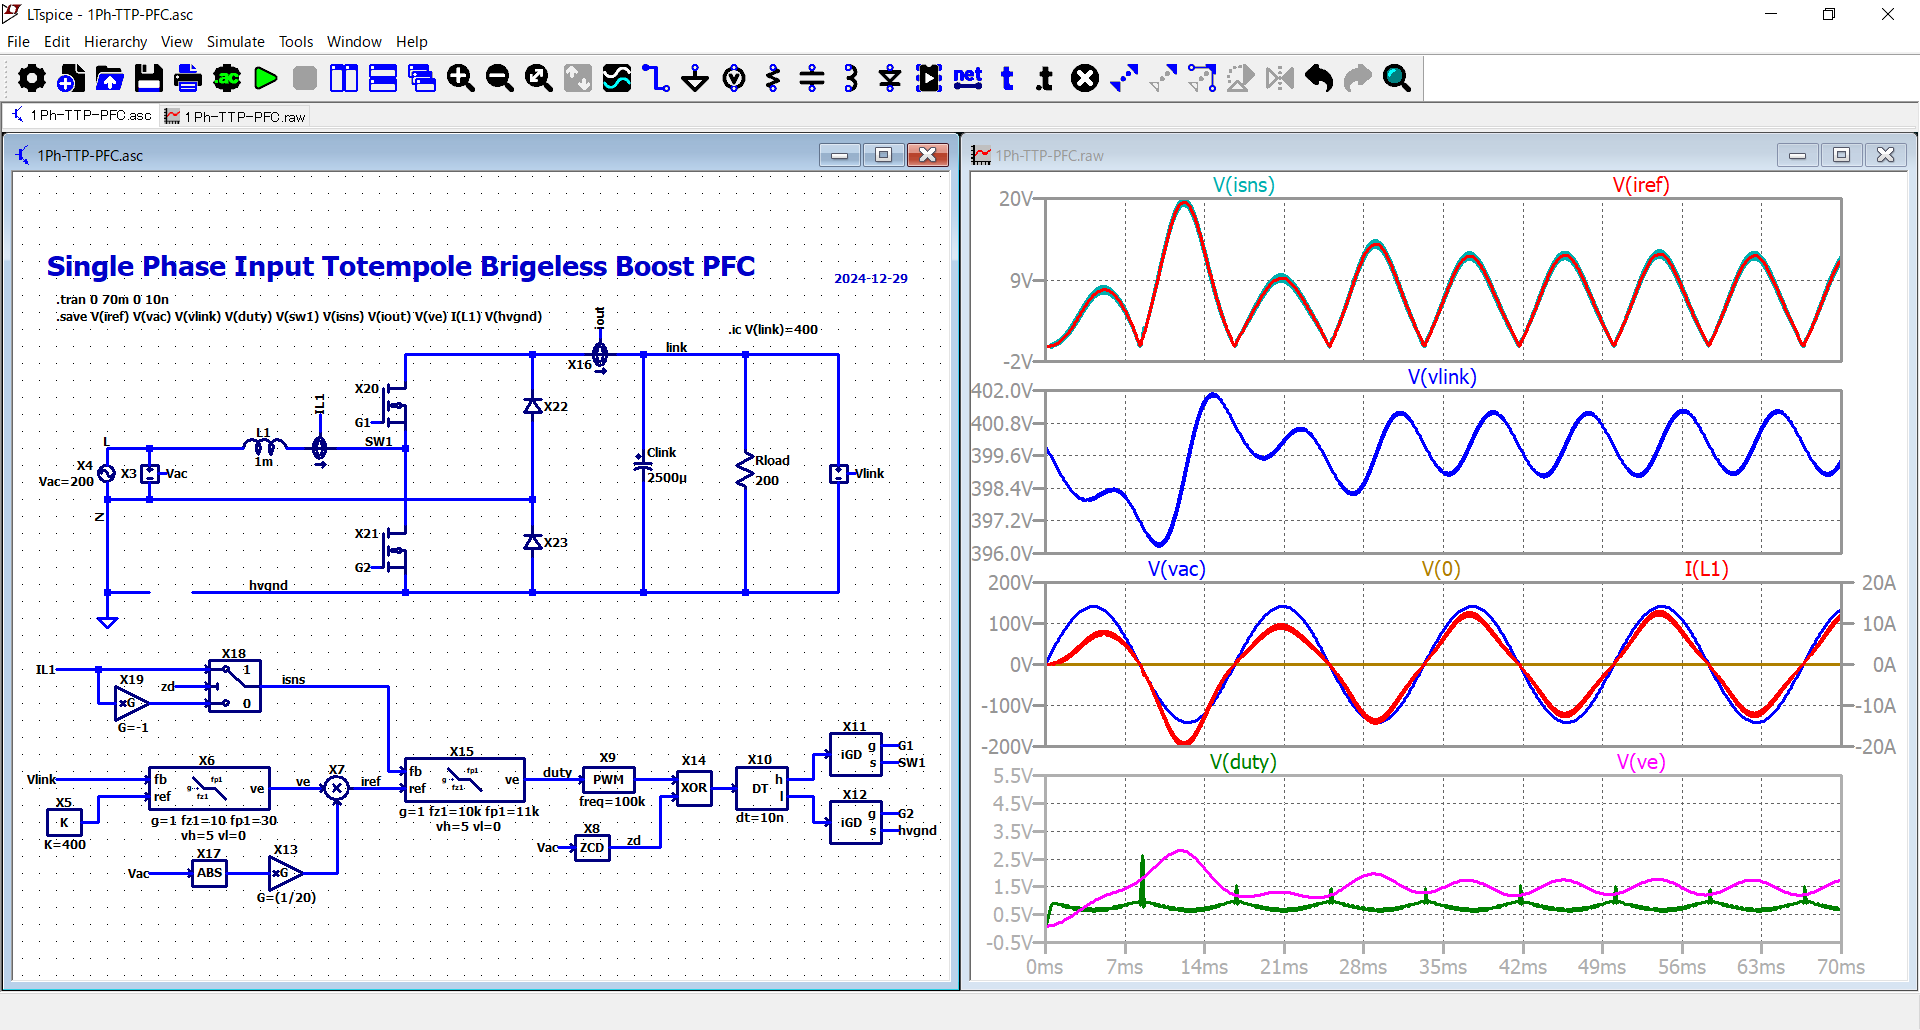 LTspice - 1Ph-TTP-PFC.asc
File Edit Hierarchy View Simulate Tools Window Help
.ac
net
t
.t
1Ph-TTP-PFC.asc 1Ph-TTP-PFC.raw
1Ph-TTP-PFC.asc
Single Phase Input Totempole Brigeless Boost PFC
2024-12-29
.tran 0 70m 0 10n
.save V(iref) V(vac) V(vlink) V(duty) V(sw1) V(isns) V(iout) V(ve) I(L1) V(hvgnd)
.ic V(link)=400
iout
X16
link
X20
G1
IL1
X22
L
L1
1m
SW1
X4
Vac=200
X3
Vac
Clink
2500µ
Rload
200
Vlink
N
X21
G2
X23
hvgnd
IL1
X19
G
G=-1
zd
X18
1
0
isns
Vlink
X5
K
K=400
X6
fb
ref
g
fp1
fz1
ve
g=1 fz1=10 fp1=30
vh=5 vl=0
ve
X7
iref
Vac
X17
ABS
X13
G
G=(1/20)
X15
fb
ref
g
fp1
fz1
ve
g=1 fz1=10k fp1=11k
vh=5 vl=0
duty
X9
PWM
freq=100k
Vac
X8
ZCD
zd
X14
XOR
X10
DT
h
l
dt=10n
X11
iGD
g
s
G1
SW1
X12
iGD
g
s
G2
hvgnd
1Ph-TTP-PFC.raw
V(isns) V(iref)
20V
9V
-2V
V(vlink)
402.0V
400.8V
399.6V
398.4V
397.2V
396.0V
V(vac) V(0) I(L1)
200V 20A
100V 10A
0V 0A
-100V -10A
-200V -20A
V(duty) V(ve)
5.5V
4.5V
3.5V
2.5V
1.5V
0.5V
-0.5V
0ms 7ms 14ms 21ms 28ms 35ms 42ms 49ms 56ms 63ms 70ms